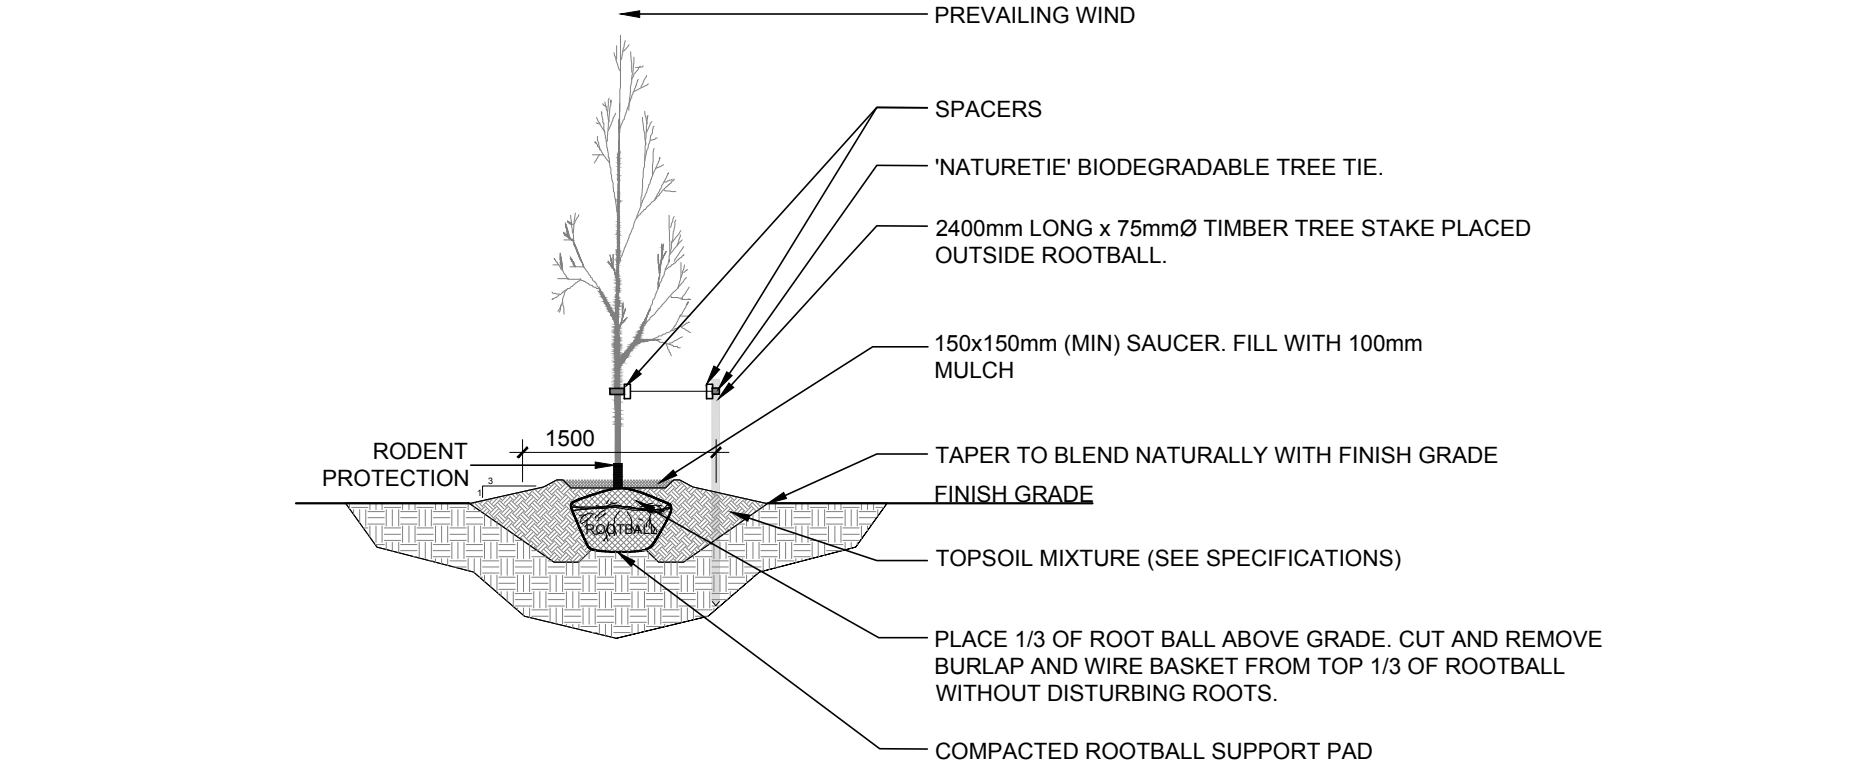 PREVAILING WIND
SPACERS
'NATURETIE' BIODEGRADABLE TREE TIE.
2400mm LONG x 75mmØ TIMBER TREE STAKE PLACED
OUTSIDE ROOTBALL.
150x150mm (MIN) SAUCER. FILL WITH 100mm
MULCH
1500
RODENT
PROTECTION
3
1
TAPER TO BLEND NATURALLY WITH FINISH GRADE
FINISH GRADE
ROOTBALL
TOPSOIL MIXTURE (SEE SPECIFICATIONS)
PLACE 1/3 OF ROOT BALL ABOVE GRADE. CUT AND REMOVE
BURLAP AND WIRE BASKET FROM TOP 1/3 OF ROOTBALL
WITHOUT DISTURBING ROOTS.
COMPACTED ROOTBALL SUPPORT PAD